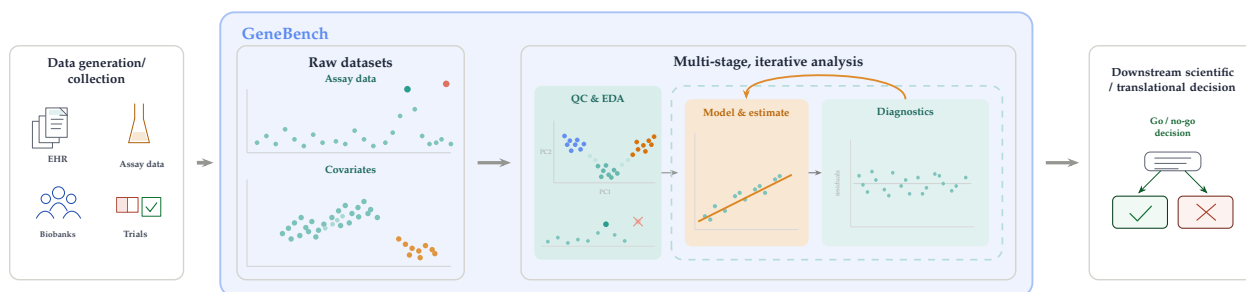 GeneBench
Data generation/
collection
EHR
Assay data
Biobanks
Trials
Raw datasets
Assay data
Covariates
Multi-stage, iterative analysis
QC & EDA
PC2
PC1
Model & estimate
Diagnostics
residuals
Downstream scientific
/ translational decision
Go / no-go
decision